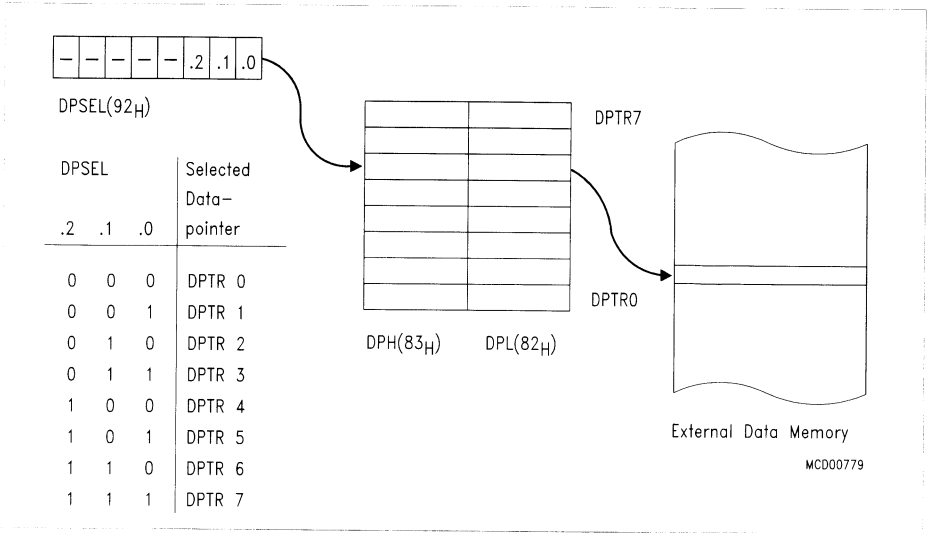 – – – – – .2 .1 .0
DPSEL(92H)
DPSEL Selected
Data–
.2 .1 .0 pointer
0 0 0 DPTR 0
0 0 1 DPTR 1
0 1 0 DPTR 2
0 1 1 DPTR 3
1 0 0 DPTR 4
1 0 1 DPTR 5
1 1 0 DPTR 6
1 1 1 DPTR 7
DPTR7
DPTR0
DPH(83H) DPL(82H)
External Data Memory
MCD00779